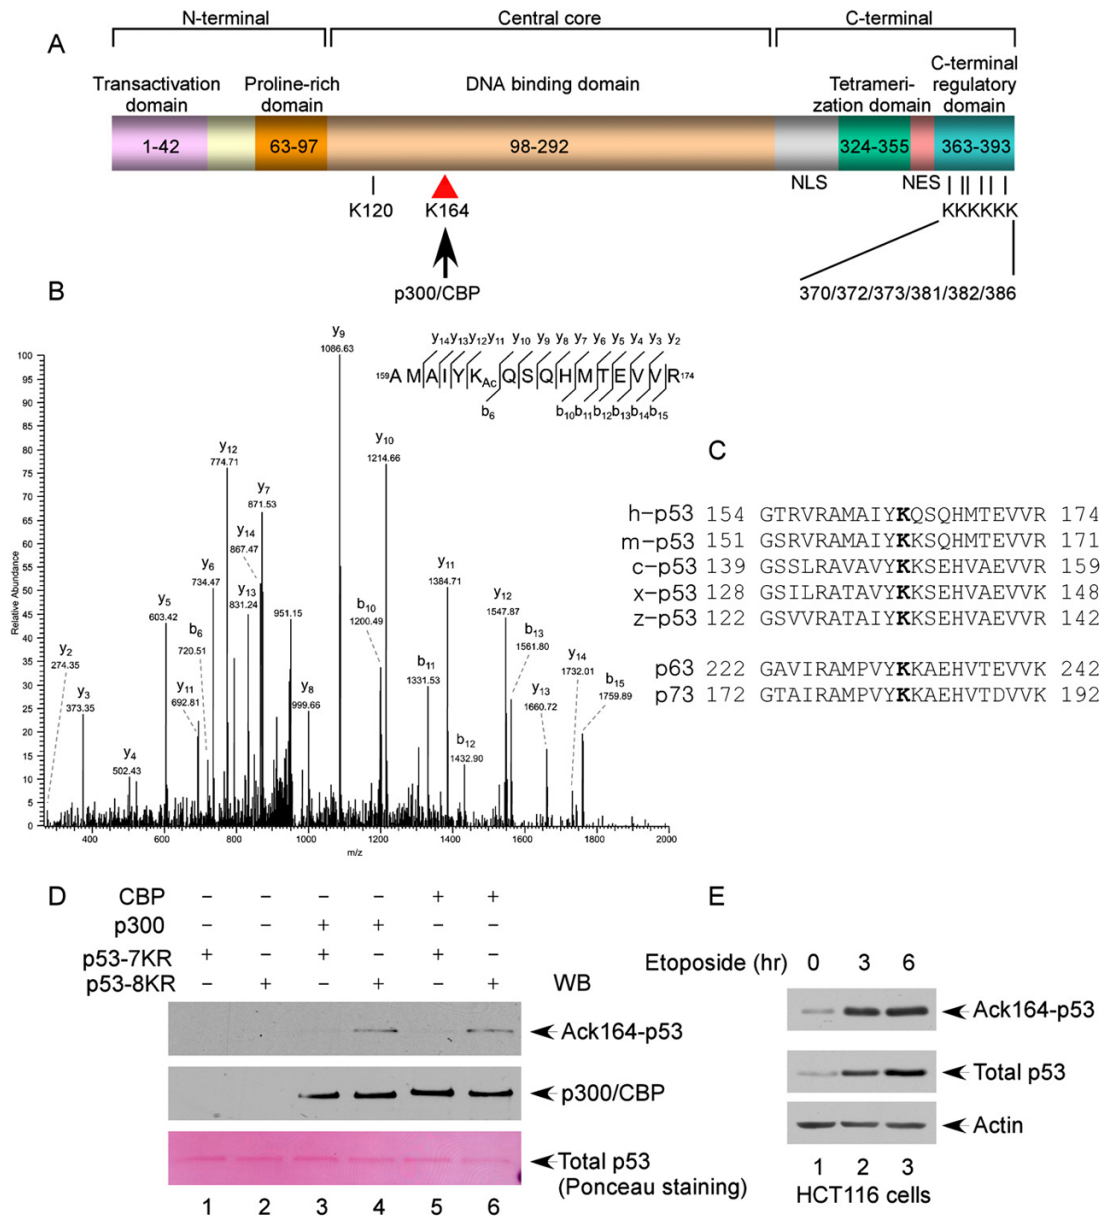 N-terminal Central core C-terminal
A
Transactivation domain Proline-rich domain DNA binding domain Tetrameri-zation domain C-terminal regulatory domain
1-42 63-97 98-292 324-355 363-393
NLS NES
K120 K164 KKKKKK
p300/CBP 370/372/373/381/382/386
B
y14 y13 y12 y11 y10 y9 y8 y7 y6 y5 y4 y3 y2
159 A M A I Y K Ac Q S Q H M T E V V R 174
b6 b10 b11 b12 b13 b14 b15
Relative Abundance
100
95
90
85
80
75
70
65
60
55
50
45
40
35
30
25
20
15
10
5
0
y9
1086.63
y12
774.71
y10
1214.66
y7
871.53
y14
867.47
y6
734.47
y13
831.24
y11
1384.71
y5
603.42
951.15
b10
1200.49
y12
1547.87
b6
720.51
b13
1561.80
y2
274.35
b11
1331.53
y14
1732.01
y3
373.35
y11
692.81
y8
999.66
y13
1660.72
b15
1759.89
y4
502.43
b12
1432.90
400 600 800 1000 1200 1400 1600 1800 2000
m/z
C
h-p53 154 GTRVRAMAIYKQSQHMTEVVR 174
m-p53 151 GSRVRAMAIYKKSQHMTEVVR 171
c-p53 139 GSSLRAVAVYKKSEHVAEVVR 159
x-p53 128 GSILRATAVYKKSEHVAEVVK 148
z-p53 122 GSVVRATAIYKKSEHVAEVVR 142
p63 222 GAVIRAMPVYKKAEHVTEVVK 242
p73 172 GTAIRAMPVYKKAEHVTDVVK 192
D
CBP – – – – + +
p300 – – + + – –
p53-7KR + – + – + –
p53-8KR – + – + – +
WB
Ack164-p53
p300/CBP
Total p53
(Ponceau staining)
1 2 3 4 5 6
E
Etoposide (hr) 0 3 6
Ack164-p53
Total p53
Actin
1 2 3
HCT116 cells